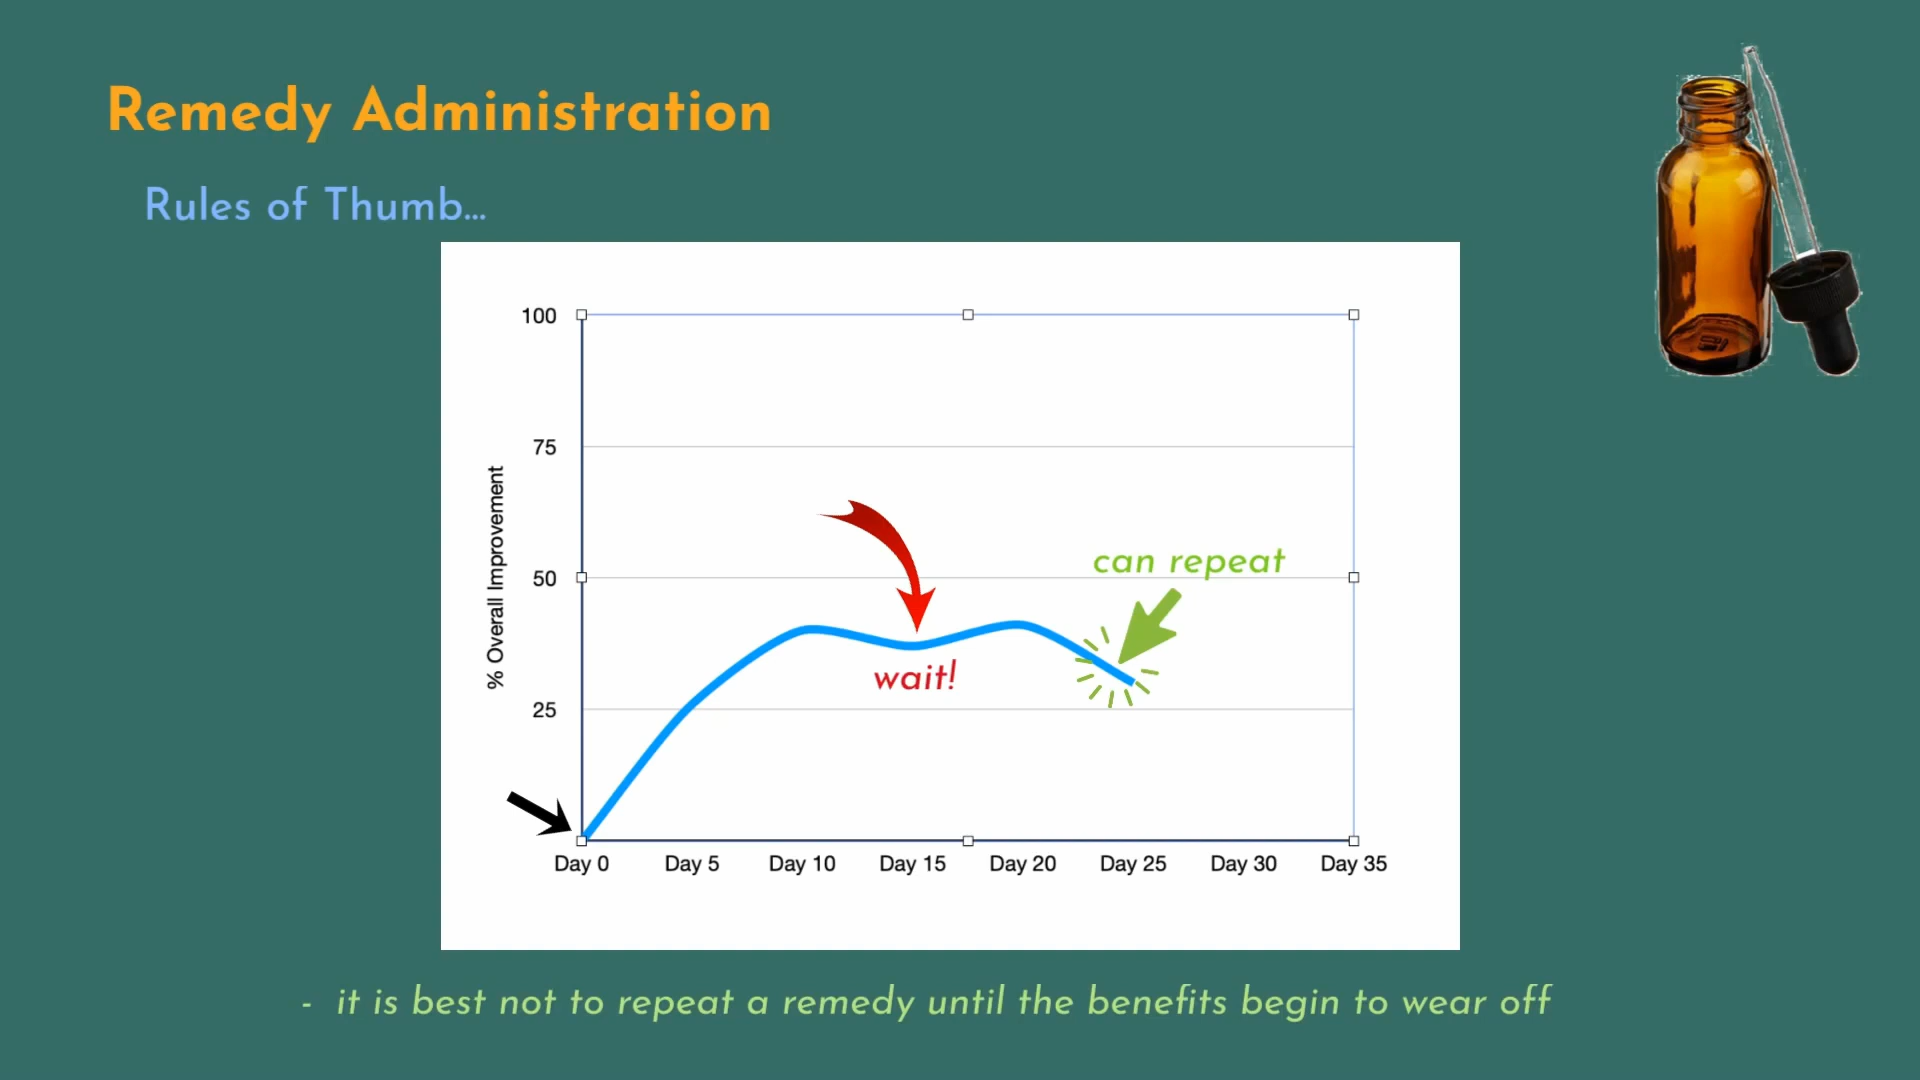 Remedy Administration
Rules of Thumb...
100
75
50
25
% Overall Improvement
can repeat
wait!
Day 0 Day 5 Day 10 Day 15 Day 20 Day 25 Day 30 Day 35
- it is best not to repeat a remedy until the benefits begin to wear off